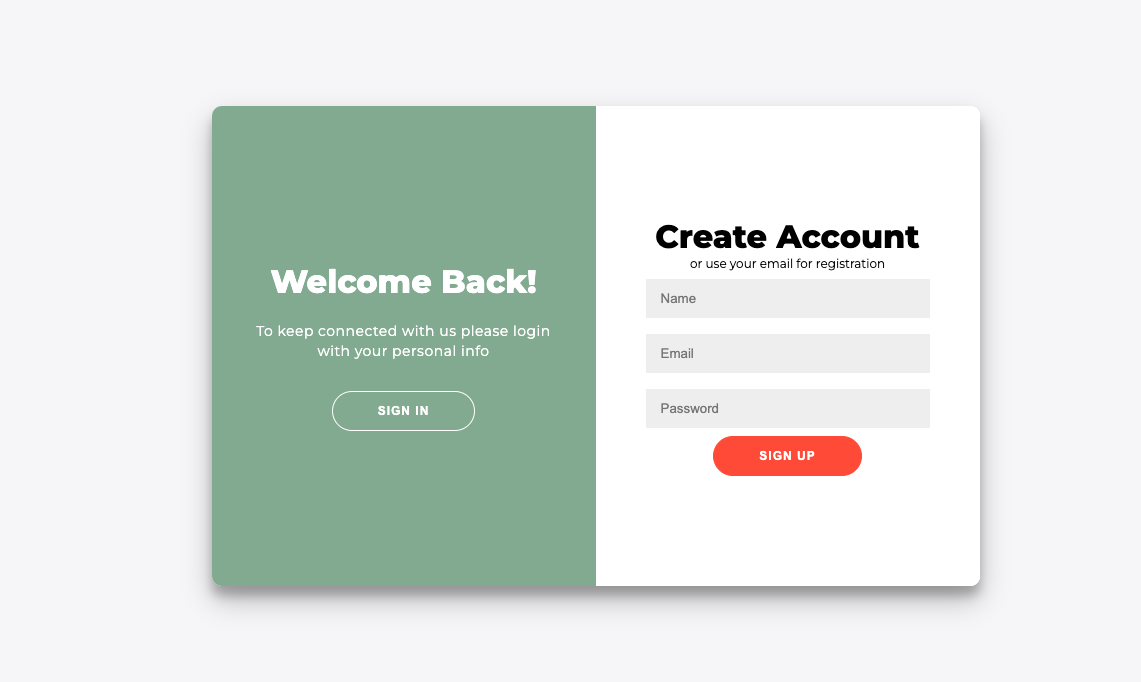 Welcome Back!
To keep connected with us please login
with your personal info
SIGN IN
Create Account
or use your email for registration
Name
Email
Password
SIGN UP